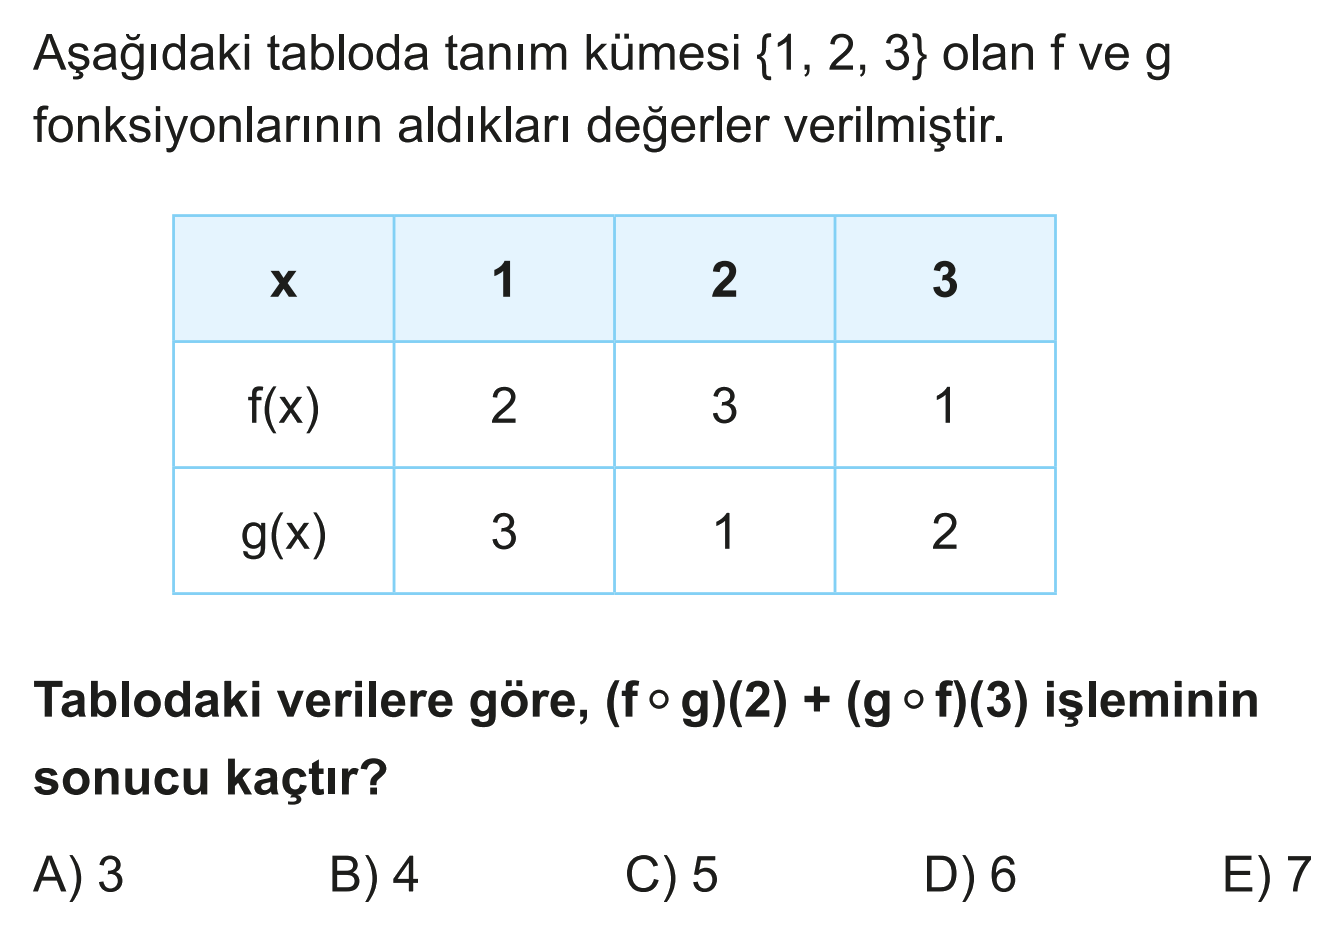 Aşağıdaki tabloda tanım kümesi {1, 2, 3} olan f ve g
fonksiyonlarının aldıkları değerler verilmiştir.
x 1 2 3
f(x) 2 3 1
g(x) 3 1 2
Tablodaki verilere göre, (f∘g)(2) + (g∘f)(3) işleminin
sonucu kaçtır?
A) 3 B) 4 C) 5 D) 6 E) 7